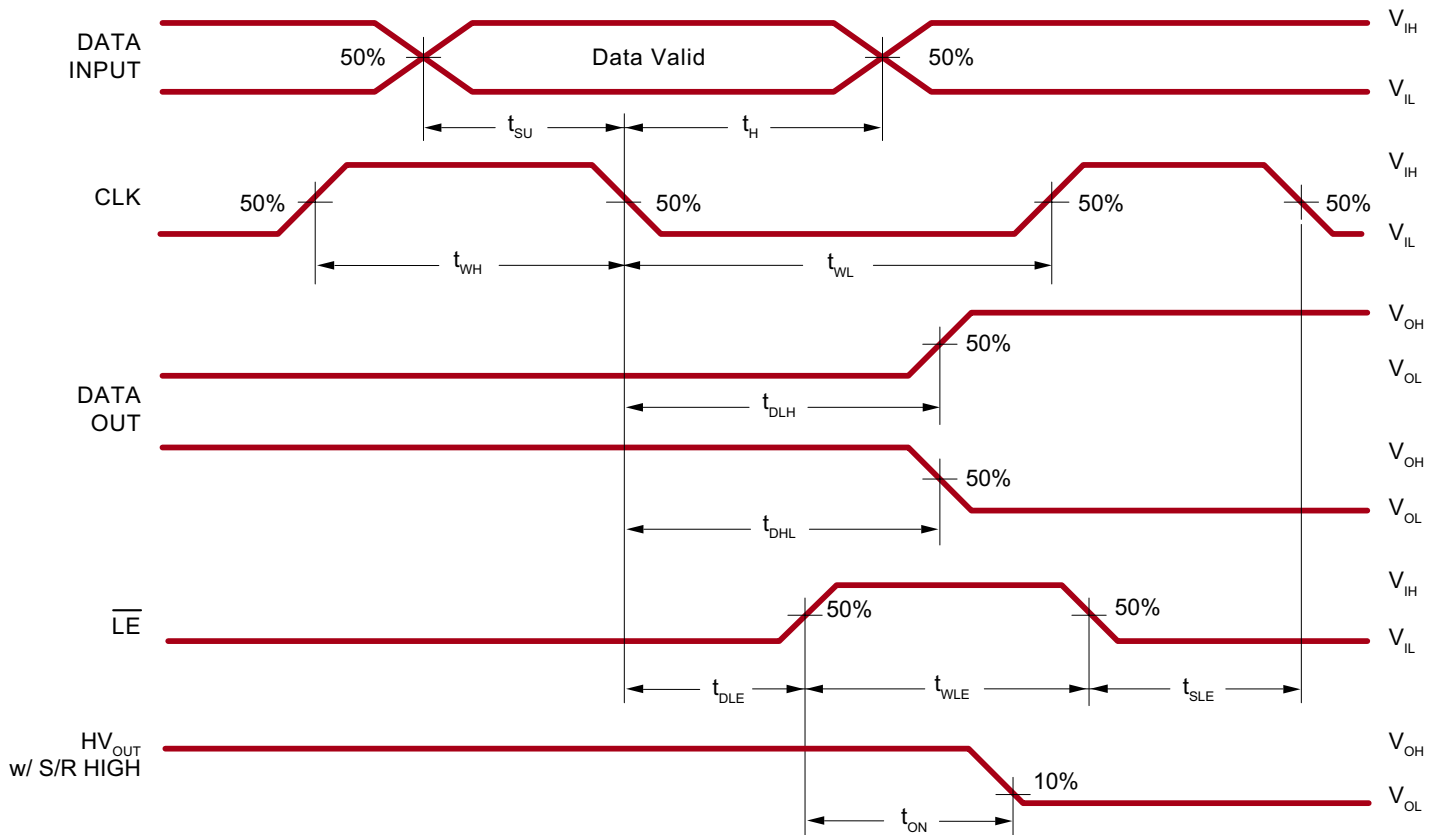 DATA
INPUT
50%
Data Valid
50%
V_IH
V_IL
t_SU
t_H
CLK
50%
50%
50%
50%
V_IH
V_IL
t_WH
t_WL
DATA
OUT
50%
V_OH
V_OL
t_DLH
50%
V_OH
V_OL
t_DHL
LE
50%
50%
V_IH
V_IL
t_DLE
t_WLE
t_SLE
HV_OUT
w/ S/R HIGH
10%
V_OH
V_OL
t_ON